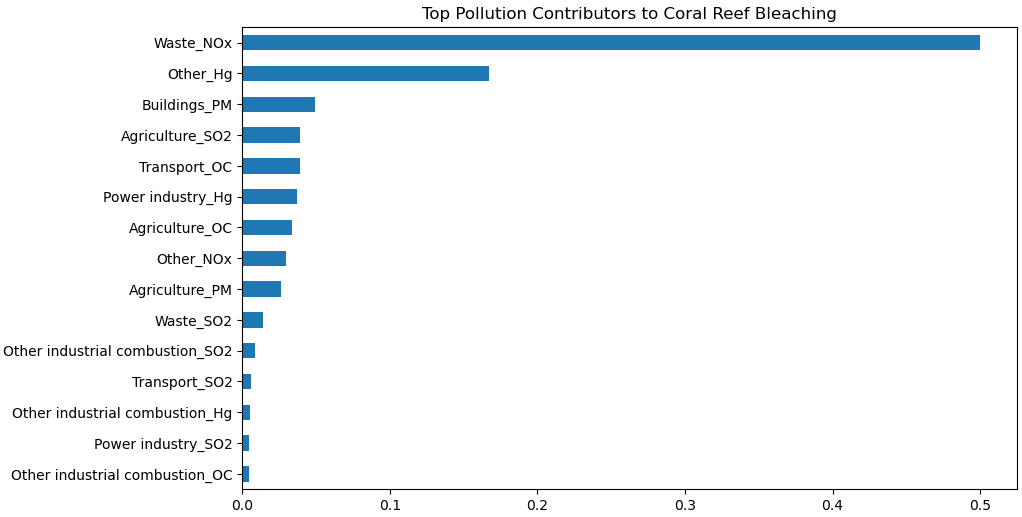 Top Pollution Contributors to Coral Reef Bleaching
Waste_NOx
Other_Hg
Buildings_PM
Agriculture_SO2
Transport_OC
Power industry_Hg
Agriculture_OC
Other_NOx
Agriculture_PM
Waste_SO2
Other industrial combustion_SO2
Transport_SO2
Other industrial combustion_Hg
Power industry_SO2
Other industrial combustion_OC
0.0 0.1 0.2 0.3 0.4 0.5